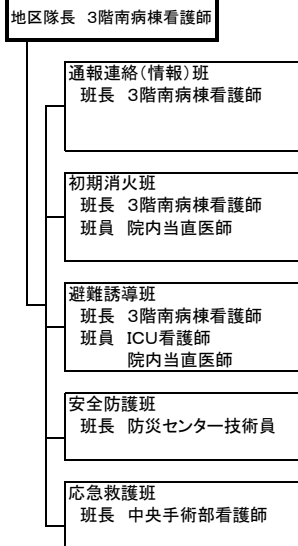 地区隊長 3階南病棟看護師
通報連絡(情報)班
班長 3階南病棟看護師
初期消火班
班長 3階南病棟看護師
班員 院内当直医師
避難誘導班
班長 3階南病棟看護師
班員 ICU看護師
院内当直医師
安全防護班
班長 防災センター技術員
応急救護班
班長 中央手術部看護師